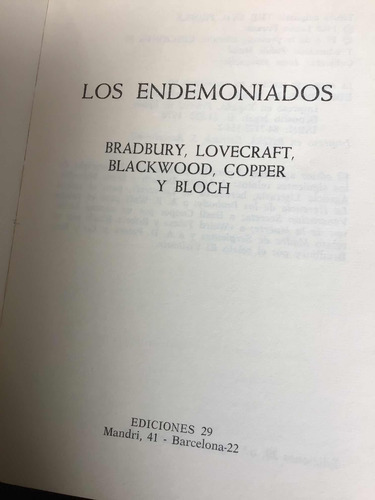 LOS ENDEMONIADOS
BRADBURY, LOVECRAFT,
BLACKWOOD, COPPER
Y BLOCH
EDICIONES 29
Mandri, 41 - Barcelona-22